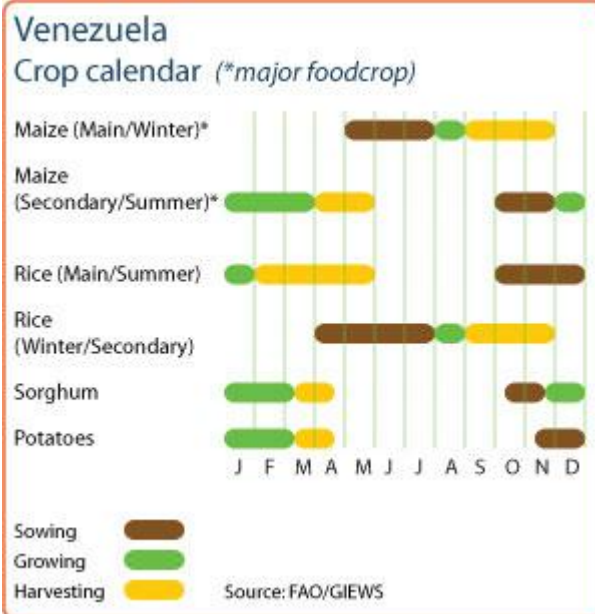 Venezuela
Crop calendar (*major foodcrop)
Maize (Main/Winter)*
Maize
(Secondary/Summer)*
Rice (Main/Summer)
Rice
(Winter/Secondary)
Sorghum
Potatoes
J F M A M J J A S O N D
Sowing
Growing
Harvesting
Source: FAO/GIEWS